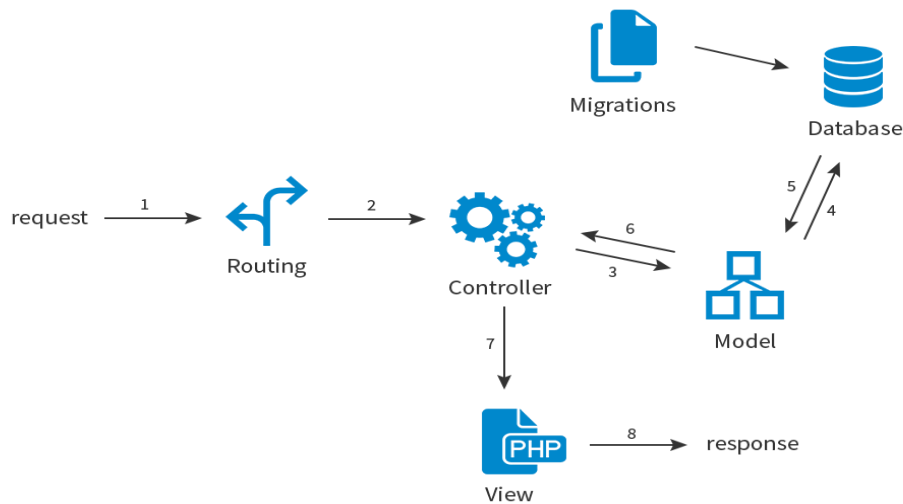 Migrations
Database
request
1
Routing
2
Controller
6
3
5
4
Model
7
PHP
View
8
response